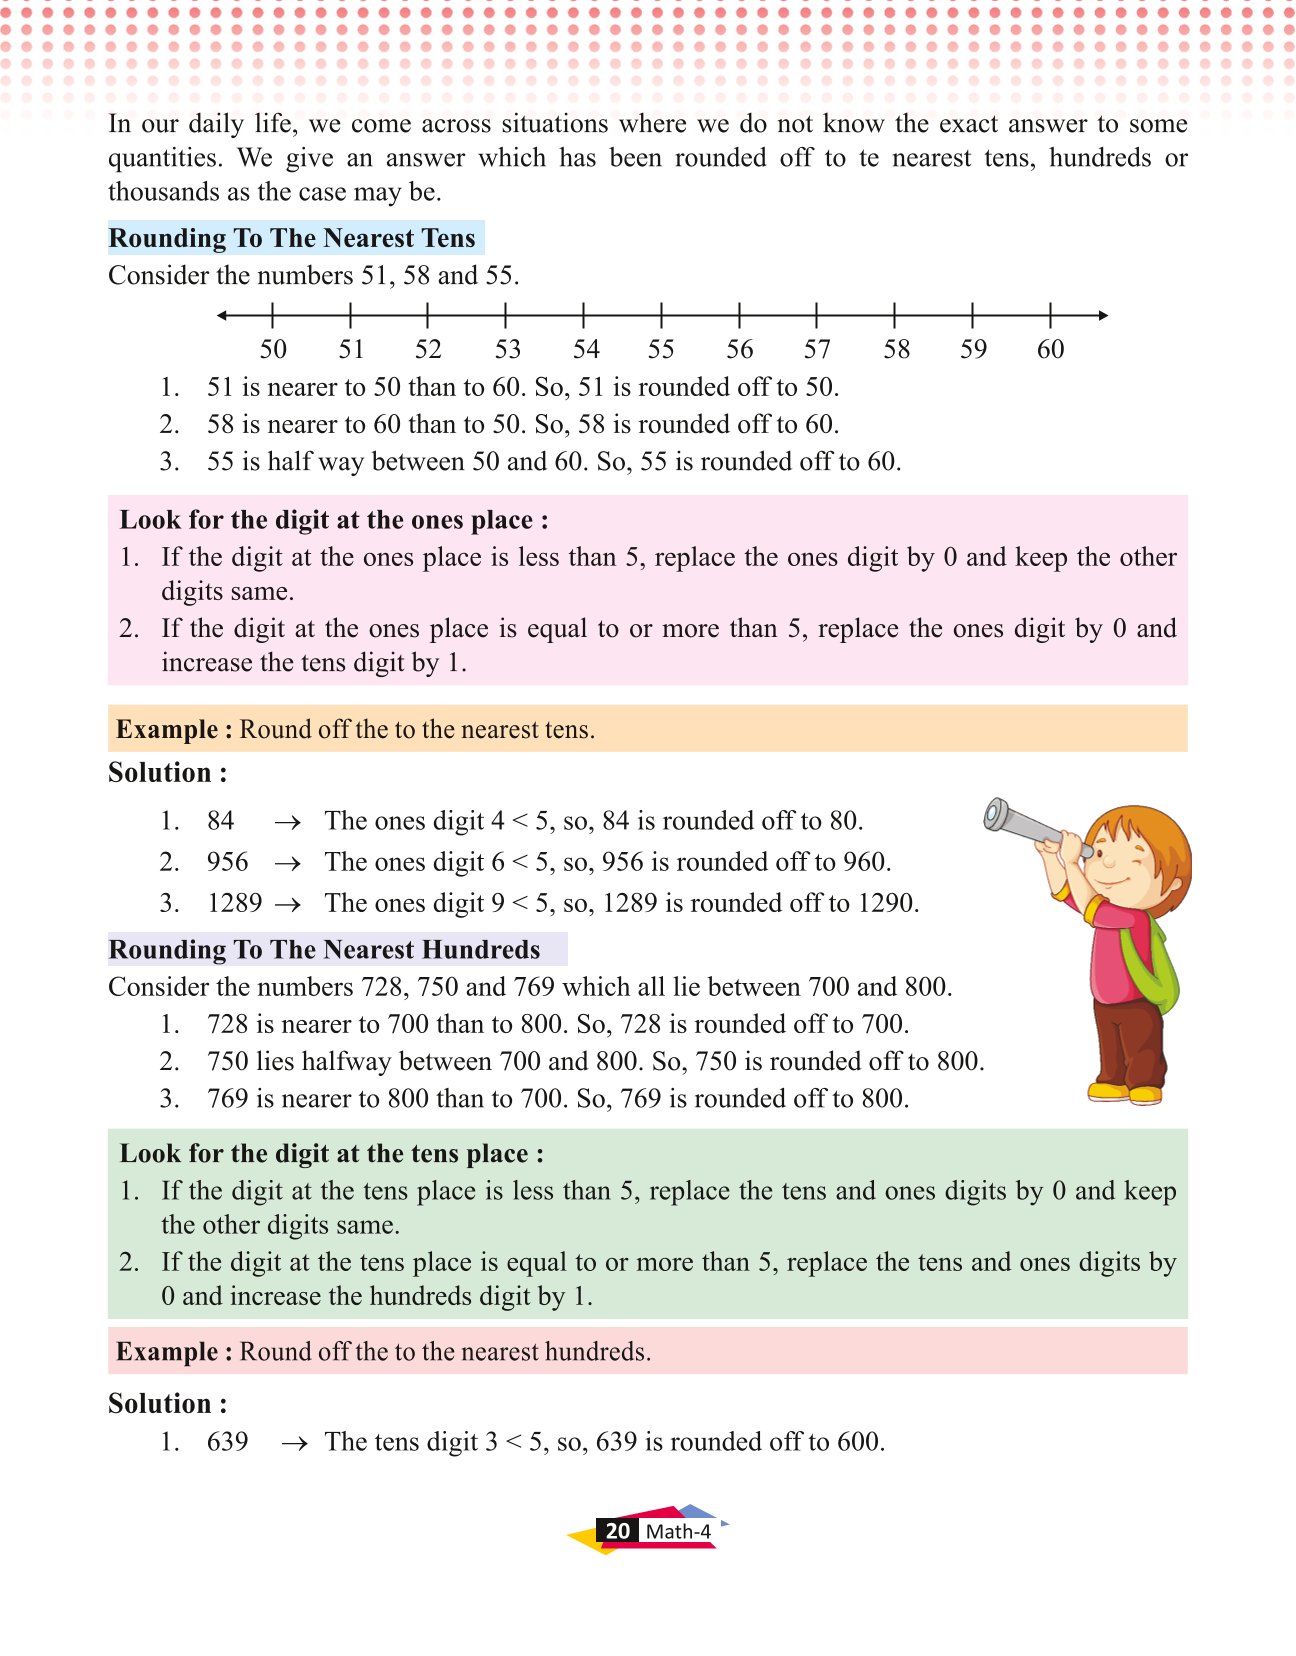 In our daily life, we come across situations where we do not know the exact answer to some
quantities. We give an answer which has been rounded off to te nearest tens, hundreds or
thousands as the case may be.
Rounding To The Nearest Tens
Consider the numbers 51, 58 and 55.
50 51 52 53 54 55 56 57 58 59 60
1. 51 is nearer to 50 than to 60. So, 51 is rounded off to 50.
2. 58 is nearer to 60 than to 50. So, 58 is rounded off to 60.
3. 55 is half way between 50 and 60. So, 55 is rounded off to 60.
Look for the digit at the ones place :
1. If the digit at the ones place is less than 5, replace the ones digit by 0 and keep the other
digits same.
2. If the digit at the ones place is equal to or more than 5, replace the ones digit by 0 and
increase the tens digit by 1.
Example : Round off the to the nearest tens.
Solution :
1. 84 → The ones digit 4 < 5, so, 84 is rounded off to 80.
2. 956 → The ones digit 6 < 5, so, 956 is rounded off to 960.
3. 1289 → The ones digit 9 < 5, so, 1289 is rounded off to 1290.
Rounding To The Nearest Hundreds
Consider the numbers 728, 750 and 769 which all lie between 700 and 800.
1. 728 is nearer to 700 than to 800. So, 728 is rounded off to 700.
2. 750 lies halfway between 700 and 800. So, 750 is rounded off to 800.
3. 769 is nearer to 800 than to 700. So, 769 is rounded off to 800.
Look for the digit at the tens place :
1. If the digit at the tens place is less than 5, replace the tens and ones digits by 0 and keep
the other digits same.
2. If the digit at the tens place is equal to or more than 5, replace the tens and ones digits by
0 and increase the hundreds digit by 1.
Example : Round off the to the nearest hundreds.
Solution :
1. 639 → The tens digit 3 < 5, so, 639 is rounded off to 600.
20 Math-4